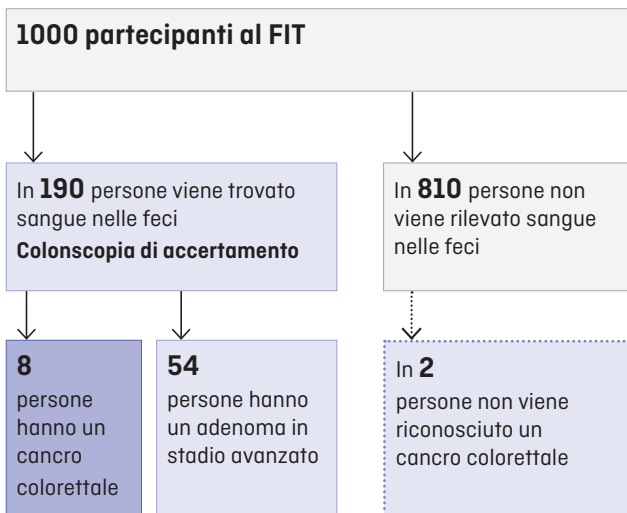 1000 partecipanti al FIT
In 190 persone viene trovato
sangue nelle feci
Colonscopia di accertamento
In 810 persone non
viene rilevato sangue
nelle feci
8
persone
hanno un
cancro
colorettale
54
persone hanno
un adenoma in
stadio avanzato
In 2
persone non viene
riconosciuto un
cancro colorettale